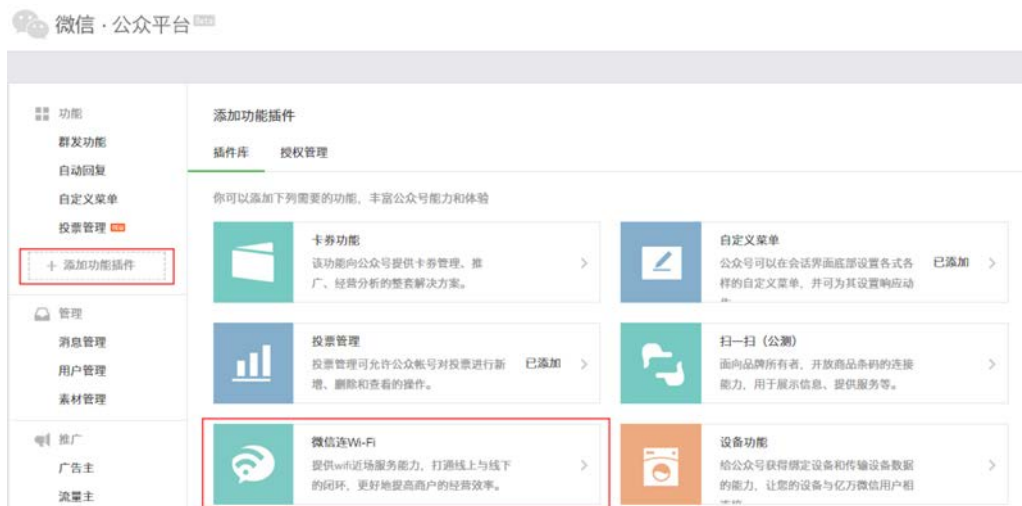 微信·公众平台 Beta
功能
群发功能
自动回复
自定义菜单
投票管理
+ 添加功能插件
管理
消息管理
用户管理
素材管理
推广
广告主
流量主
添加功能插件
插件库 授权管理
你可以添加下列需要的功能，丰富公众号能力和体验
卡券功能
该功能向公众号提供卡券管理、推
广、经营分析的整套解决方案。
自定义菜单
公众号可以在会话界面底部设置各式各
样的自定义菜单，并可为其设置响应动
已添加
投票管理
投票管理可允许公众帐号对投票进行新
增、删除和查看的操作。
已添加
扫一扫（公测）
面向品牌所有者，开放商品条码的连接
能力，用于展示信息、提供服务等。
微信连Wi-Fi
提供wifi近场服务能力，打通线上与线下
的闭环，更好地提高商户的经营效率。
设备功能
给公众号获得绑定设备和传输设备数据
的能力，让您的设备与亿万微信用户相